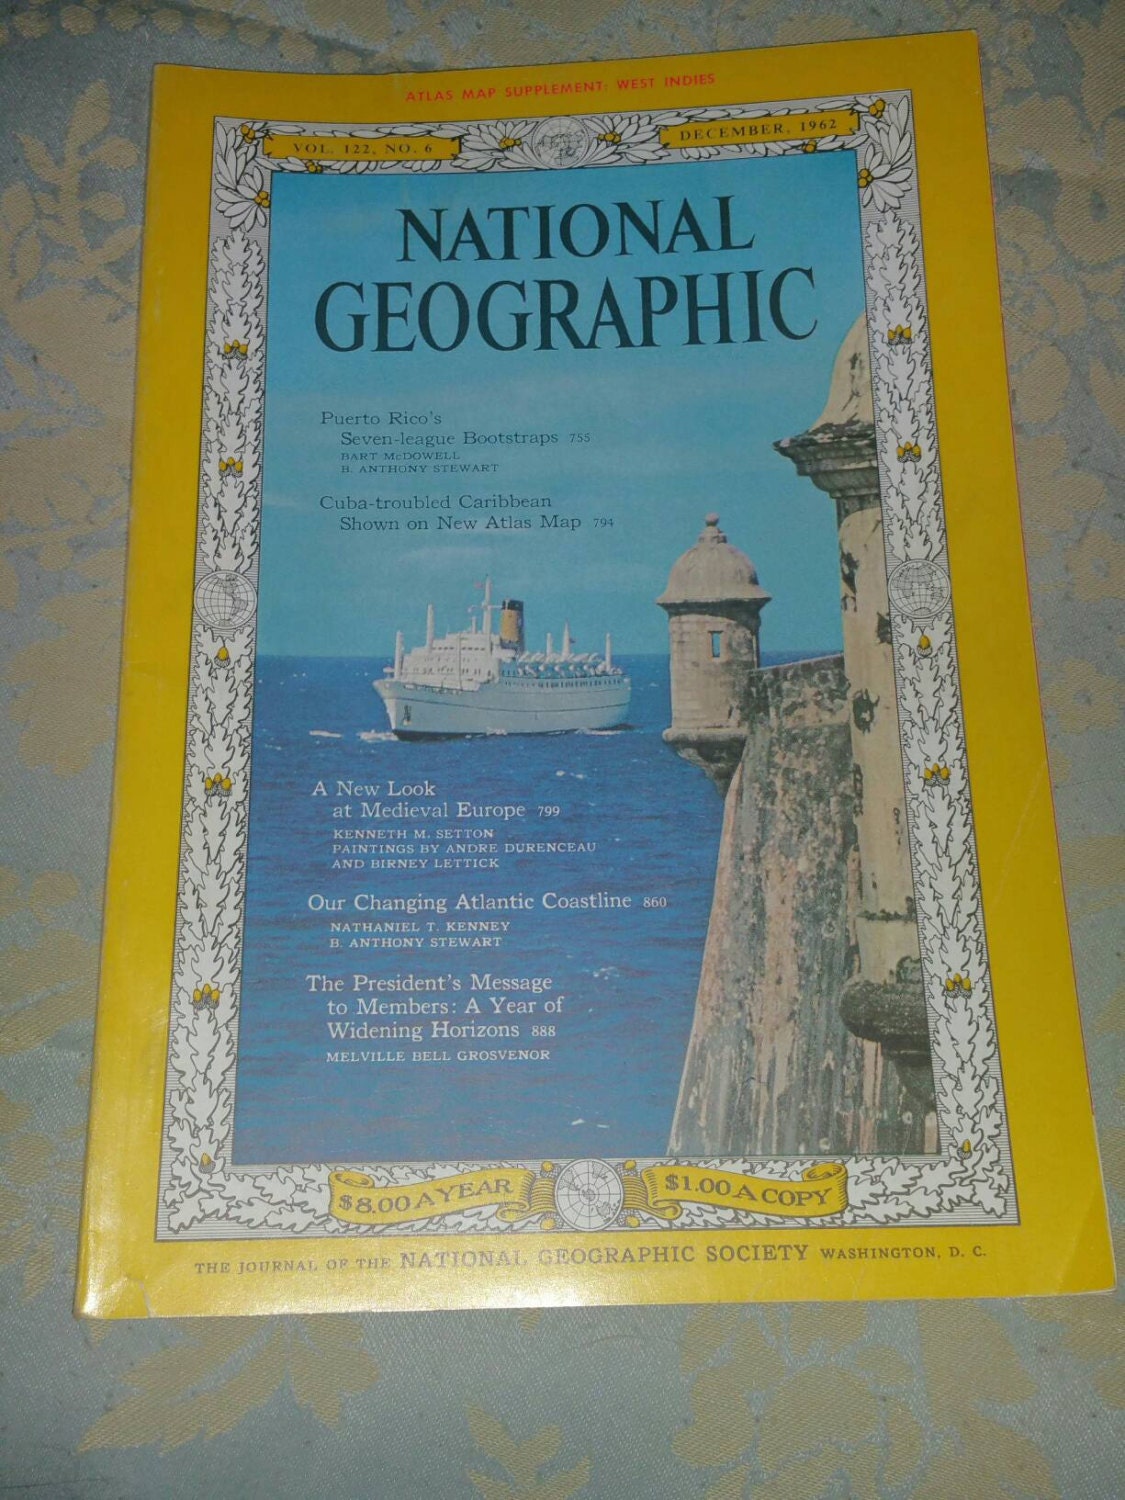 ATLAS MAP SUPPLEMENT: WEST INDIES
VOL. 122, NO. 6
DECEMBER, 1962
NATIONAL
GEOGRAPHIC
Puerto Rico's
Seven-league Bootstraps 755
BART McDOWELL
B. ANTHONY STEWART
Cuba-troubled Caribbean
Shown on New Atlas Map 794
A New Look
at Medieval Europe 799
KENNETH M. SETTON
PAINTINGS BY ANDRE DURENCEAU
AND BIRNEY LETTICK
Our Changing Atlantic Coastline 860
NATHANIEL T. KENNEY
B. ANTHONY STEWART
The President's Message
to Members: A Year of
Widening Horizons 888
MELVILLE BELL GROSVENOR
$8.00 A YEAR
$1.00 A COPY
THE JOURNAL OF THE NATIONAL GEOGRAPHIC SOCIETY WASHINGTON, D. C.